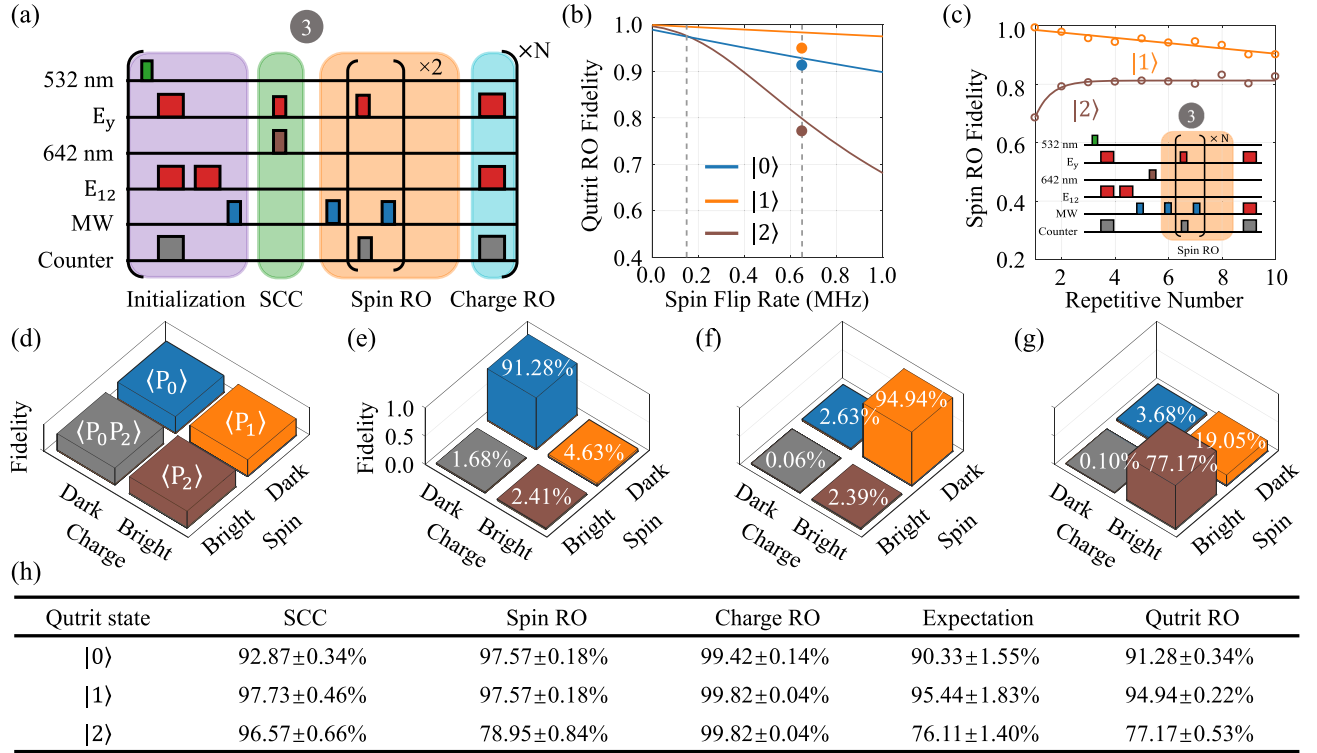 (a)
3
×N
×2
532 nm
E_y
642 nm
E_12
MW
Counter
Initialization
SCC
Spin RO
Charge RO
(b)
Qutrit RO Fidelity
1.0
0.9
0.8
0.7
0.6
0.5
0.4
|0⟩
|1⟩
|2⟩
0.0 0.2 0.4 0.6 0.8 1.0
Spin Flip Rate (MHz)
(c)
Spin RO Fidelity
1.0
0.8
0.6
0.4
0.2
|1⟩
|2⟩
3
× N
532 nm
E_y
642 nm
E_12
MW
Counter
Spin RO
2 4 6 8 10
Repetitive Number
(d)
Fidelity
⟨P_0⟩
⟨P_0P_2⟩
⟨P_1⟩
⟨P_2⟩
Dark
Bright
Charge
Bright
Dark
Spin
(e)
Fidelity
1.0
0.5
0.0
91.28%
1.68%
4.63%
2.41%
Dark
Bright
Charge
Bright
Dark
Spin
(f)
2.63%
94.94%
0.06%
2.39%
Dark
Bright
Charge
Bright
Dark
Spin
(g)
3.68%
19.05%
0.10%
77.17%
Dark
Bright
Charge
Bright
Dark
Spin
(h)
Qutrit state SCC Spin RO Charge RO Expectation Qutrit RO
|0⟩ 92.87±0.34% 97.57±0.18% 99.42±0.14% 90.33±1.55% 91.28±0.34%
|1⟩ 97.73±0.46% 97.57±0.18% 99.82±0.04% 95.44±1.83% 94.94±0.22%
|2⟩ 96.57±0.66% 78.95±0.84% 99.82±0.04% 76.11±1.40% 77.17±0.53%